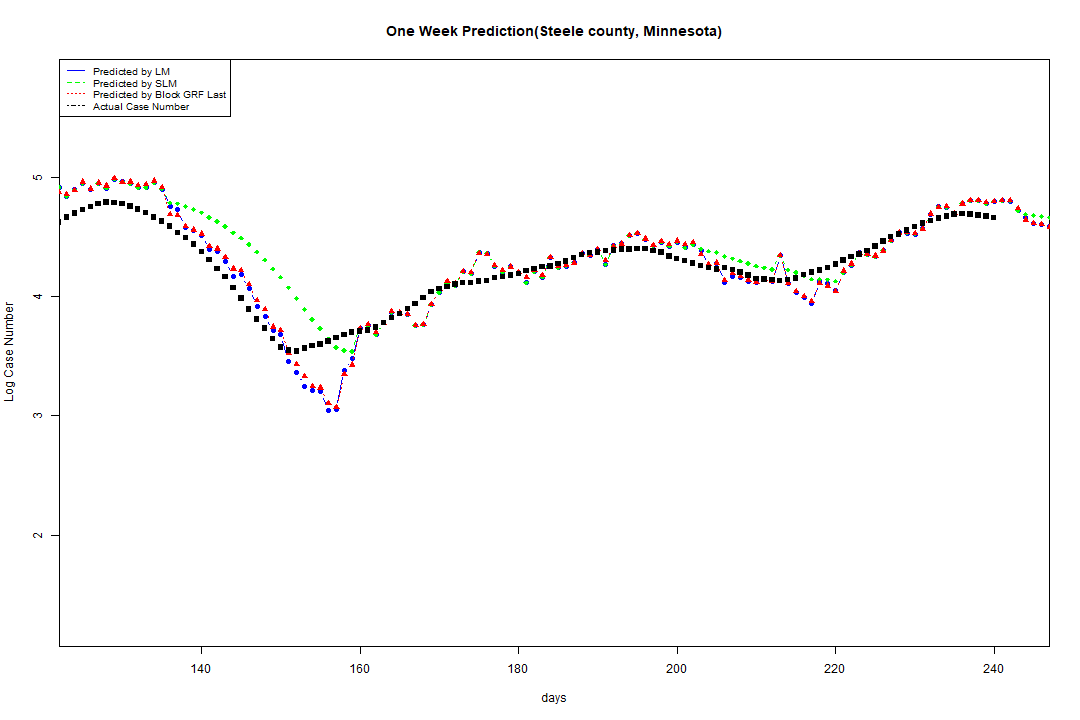 One Week Prediction(Steele county, Minnesota)
Predicted by LM
Predicted by SLM
Predicted by Block GRF Last
Actual Case Number
5
4
3
2
Log Case Number
140 160 180 200 220 240
days